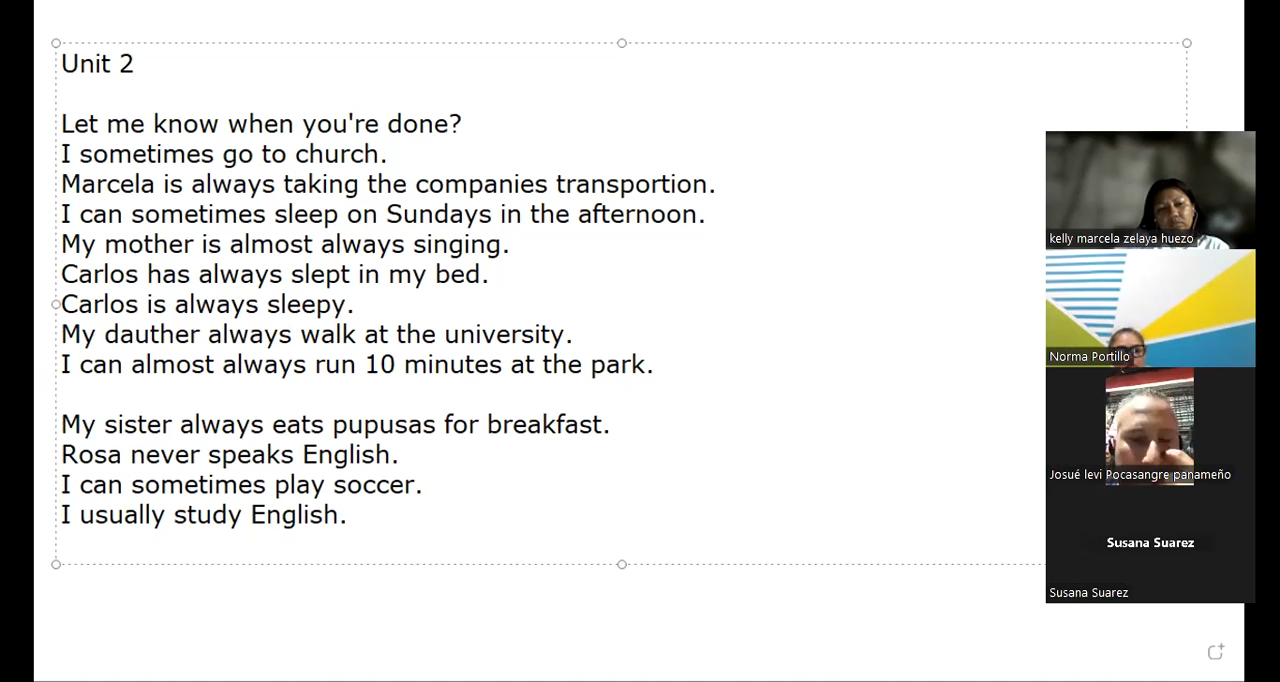 Unit 2
Let me know when you're done?
I sometimes go to church.
Marcela is always taking the companies transportion.
I can sometimes sleep on Sundays in the afternoon.
My mother is almost always singing.
Carlos has always slept in my bed.
Carlos is always sleepy.
My dauther always walk at the university.
I can almost always run 10 minutes at the park.
My sister always eats pupusas for breakfast.
Rosa never speaks English.
I can sometimes play soccer.
I usually study English.
kelly marcela zelaya huezo
Norma Portillo
Josué levi Pocasangre panameño
Susana Suarez
Susana Suarez